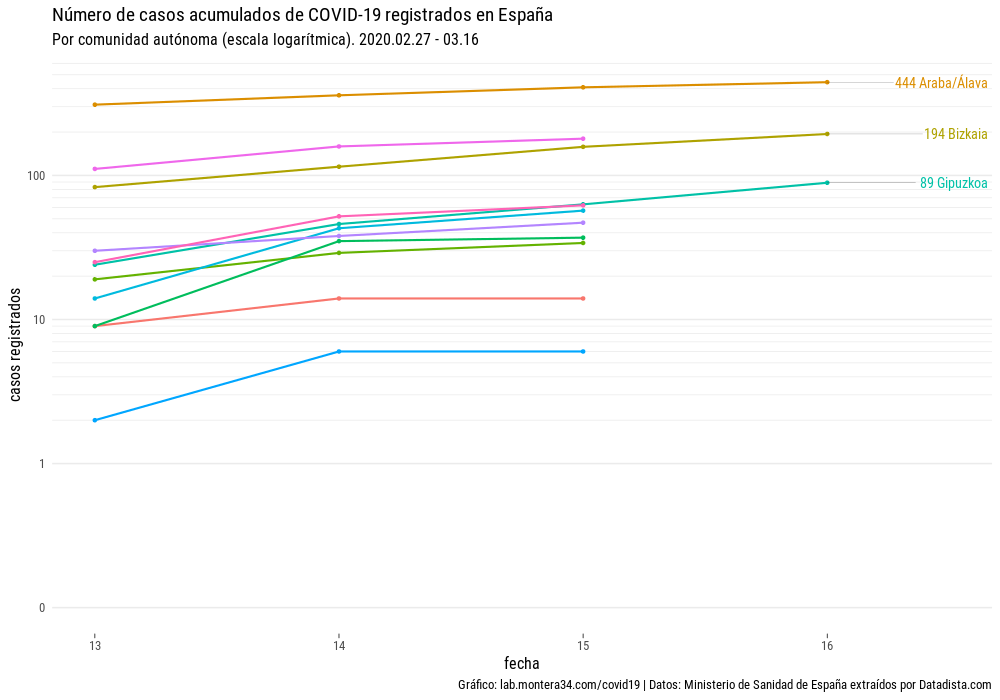 Número de casos acumulados de COVID-19 registrados en España
Por comunidad autónoma (escala logarítmica). 2020.02.27 - 03.16
444 Araba/Álava
194 Bizkaia
89 Gipuzkoa
100
10
1
0
casos registrados
13 14 15 16
fecha
Gráfico: lab.montera34.com/covid19 | Datos: Ministerio de Sanidad de España extraídos por Datadista.com